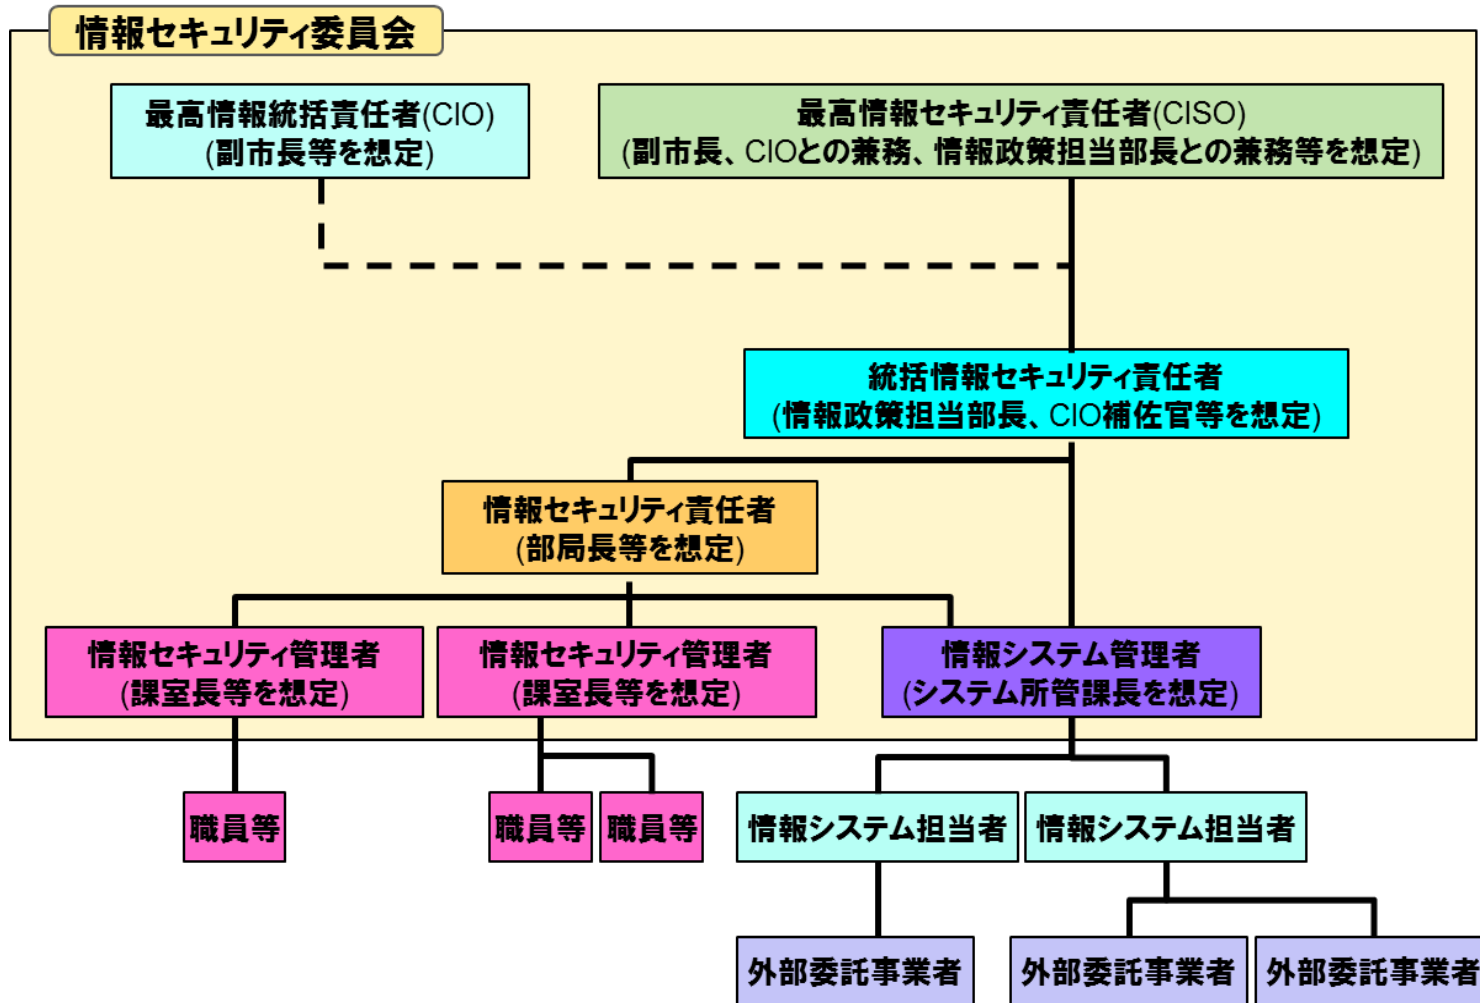 情報セキュリティ委員会
最高情報統括責任者(CIO)
(副市長等を想定)
最高情報セキュリティ責任者(CISO)
(副市長、CIOとの兼務、情報政策担当部長との兼務等を想定)
統括情報セキュリティ責任者
(情報政策担当部長、CIO補佐官等を想定)
情報セキュリティ責任者
(部局長等を想定)
情報セキュリティ管理者
(課室長等を想定)
情報セキュリティ管理者
(課室長等を想定)
情報システム管理者
(システム所管課長を想定)
職員等
職員等
職員等
情報システム担当者
情報システム担当者
外部委託事業者
外部委託事業者
外部委託事業者